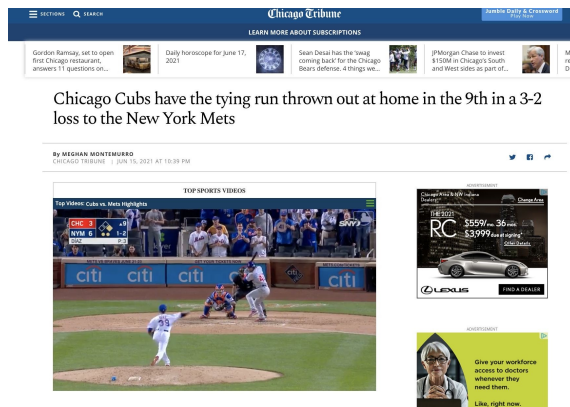 SECTIONS
SEARCH
Chicago Tribune
Jumble Daily & Crossword
Play Now
LEARN MORE ABOUT SUBSCRIPTIONS
Gordon Ramsay, set to open
first Chicago restaurant,
answers 11 questions on...
Daily horoscope for June 17,
2021
Sean Desai has the 'swag
coming back' for the Chicago
Bears defense. 4 things we...
JPMorgan Chase to invest
$150M in Chicago's South
and West sides as part of...
Chicago Cubs have the tying run thrown out at home in the 9th in a 3-2
loss to the New York Mets
By MEGHAN MONTEMURRO
CHICAGO TRIBUNE | JUN 15, 2021 AT 10:39 PM
TOP SPORTS VIDEOS
Top Videos: Cubs vs. Mets Highlights
CHC 3 9
NYM 6 1-2
DÍAZ P:3
SNY
citi citi citi citi
39
ADVERTISEMENT
Chicago Area & NW Indiana
Dealers
Change Area
THE 2021
RC
$559/mo. 36 mos.
$3,999 due at signing
Offer Details
LEXUS
FIND A DEALER
ADVERTISEMENT
Give your workforce
access to doctors
whenever they
need them.
Like, right now.